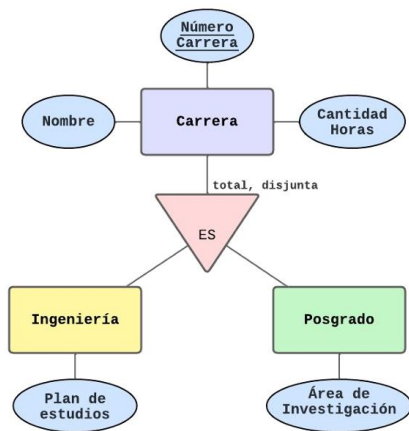 Número
Carrera
Nombre
Carrera
Cantidad
Horas
total, disjunta
ES
Ingeniería
Posgrado
Plan de
estudios
Área de
Investigación